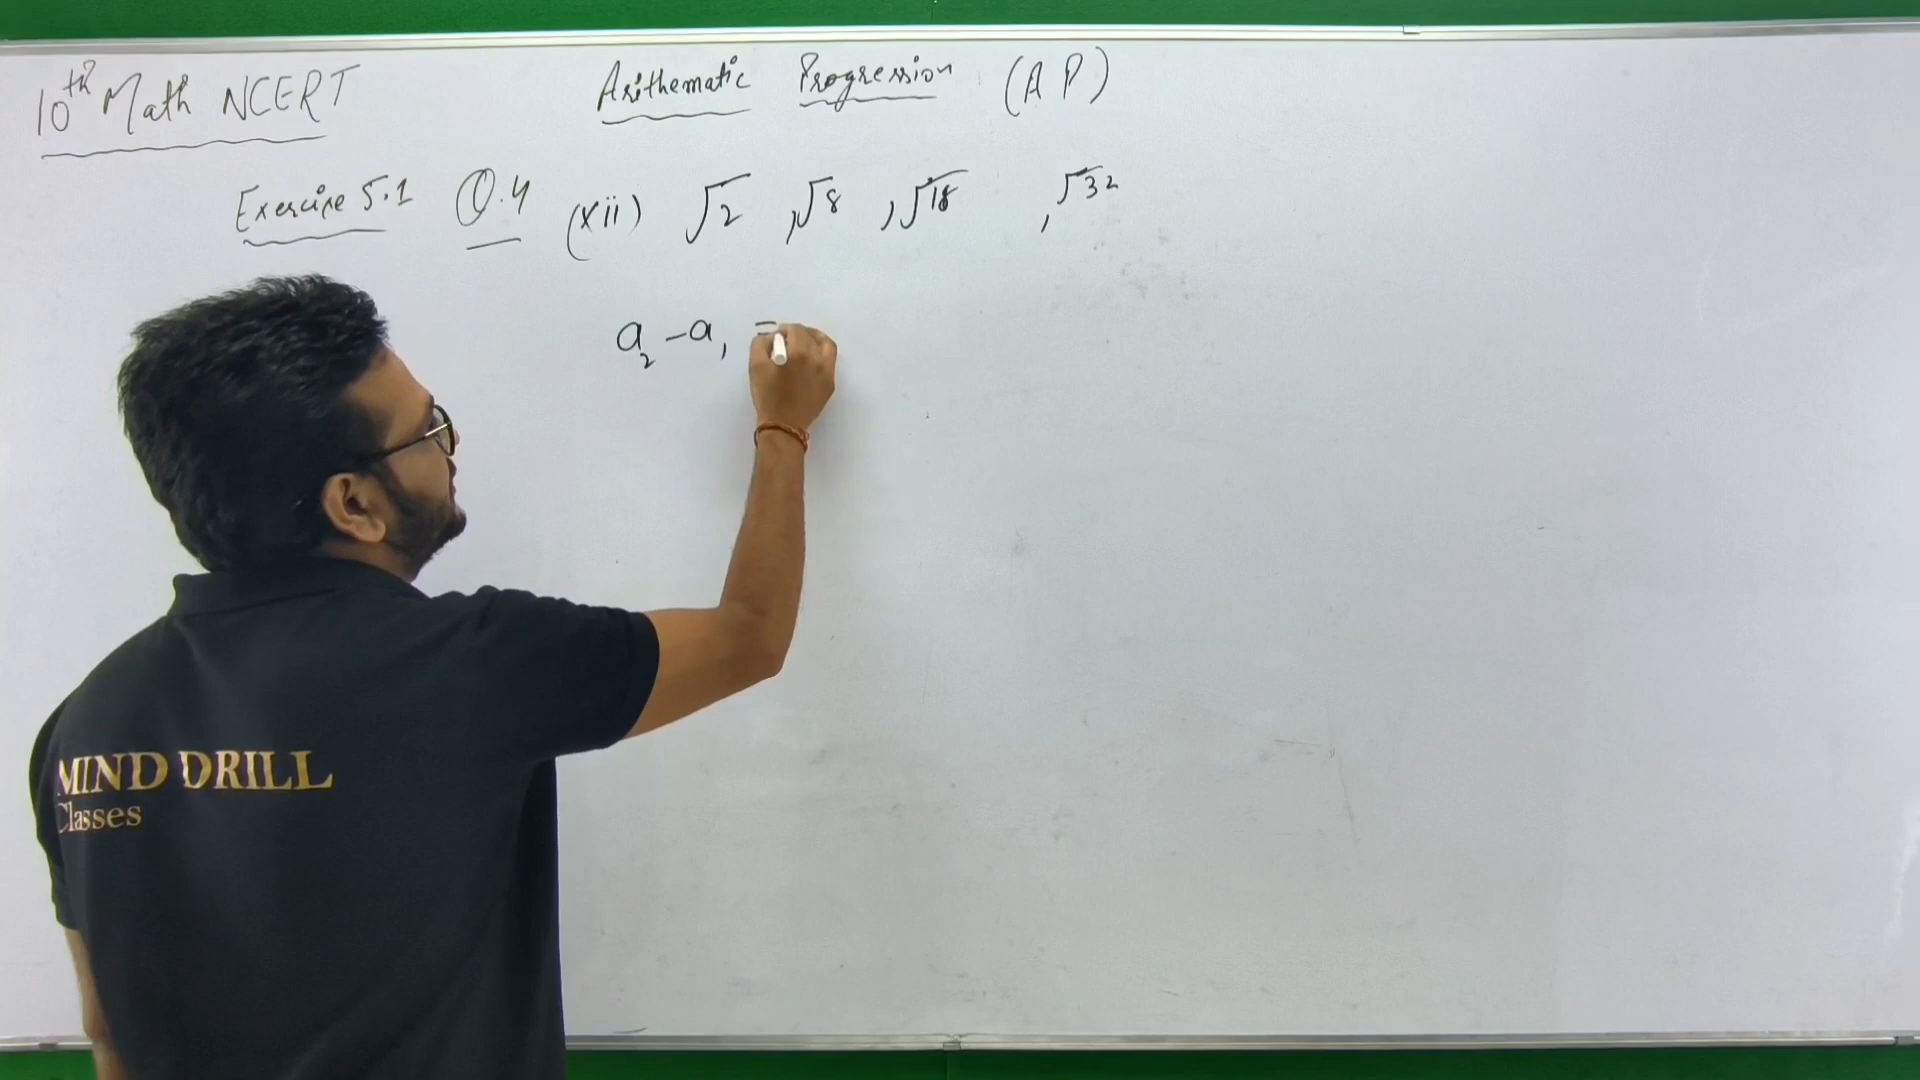 10th Math NCERT
Arithematic Progression (AP)
Exercise 5.1 Q.4 (xii) √2 , √8 , √18 , √32
a₂ - a₁ =
MIND DRILL
Classes